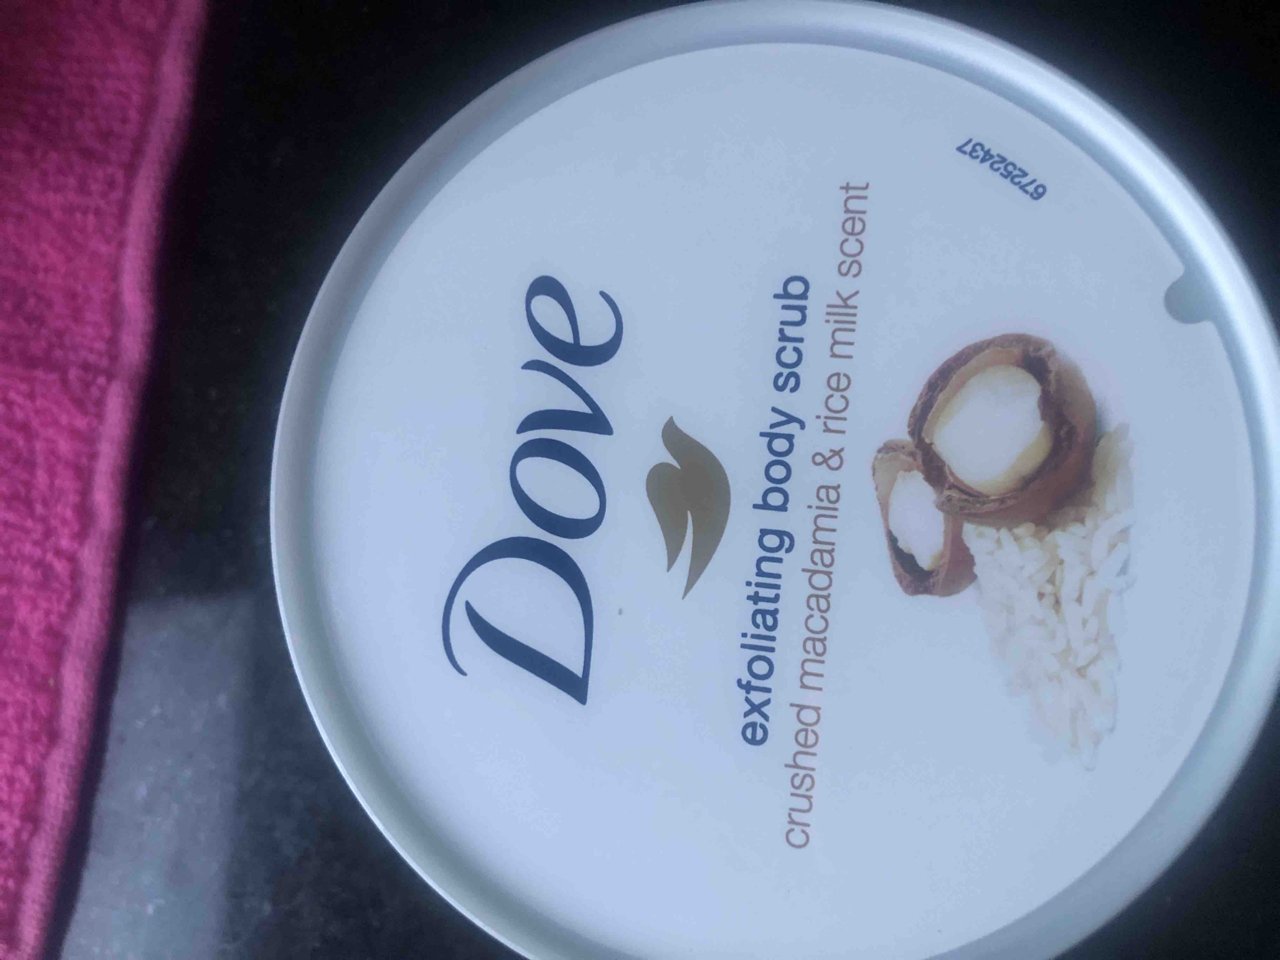 Dove
exfoliating body scrub
crushed macadamia & rice milk scent
67252437